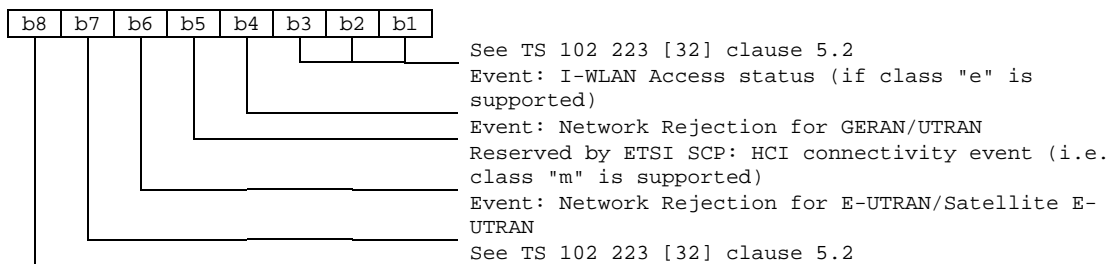 b8 b7 b6 b5 b4 b3 b2 b1
See TS 102 223 [32] clause 5.2
Event: I-WLAN Access status (if class "e" is
supported)
Event: Network Rejection for GERAN/UTRAN
Reserved by ETSI SCP: HCI connectivity event (i.e.
class "m" is supported)
Event: Network Rejection for E-UTRAN/Satellite E-
UTRAN
See TS 102 223 [32] clause 5.2